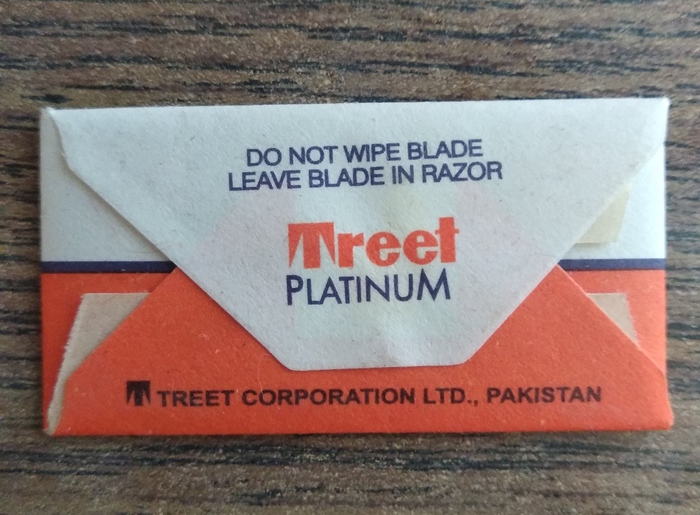 DO NOT WIPE BLADE
LEAVE BLADE IN RAZOR
Treet
PLATINUM
T TREET CORPORATION LTD., PAKISTAN